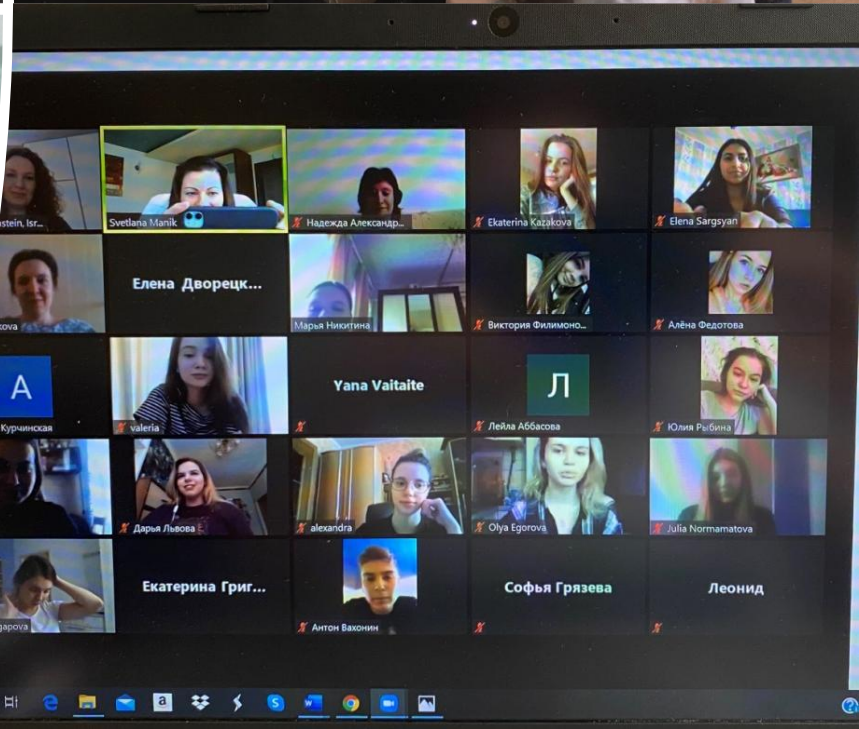 stein, Isr...
Svetlana Manik
Надежда Александр...
Ekaterina Kazakova
Elena Sargsyan
kova
Елена Дворецк...
Марья Никитина
Виктория Филимоно...
Алёна Федотова
А
Курчинская
valeria
Yana Vaitaite
Л
Лейла Аббасова
Юлия Рыбина
Дарья Львова
alexandra
Olya Egorova
Julia Normamatova
gapova
Екатерина Григ...
Антон Вахонин
Софья Грязева
Леонид